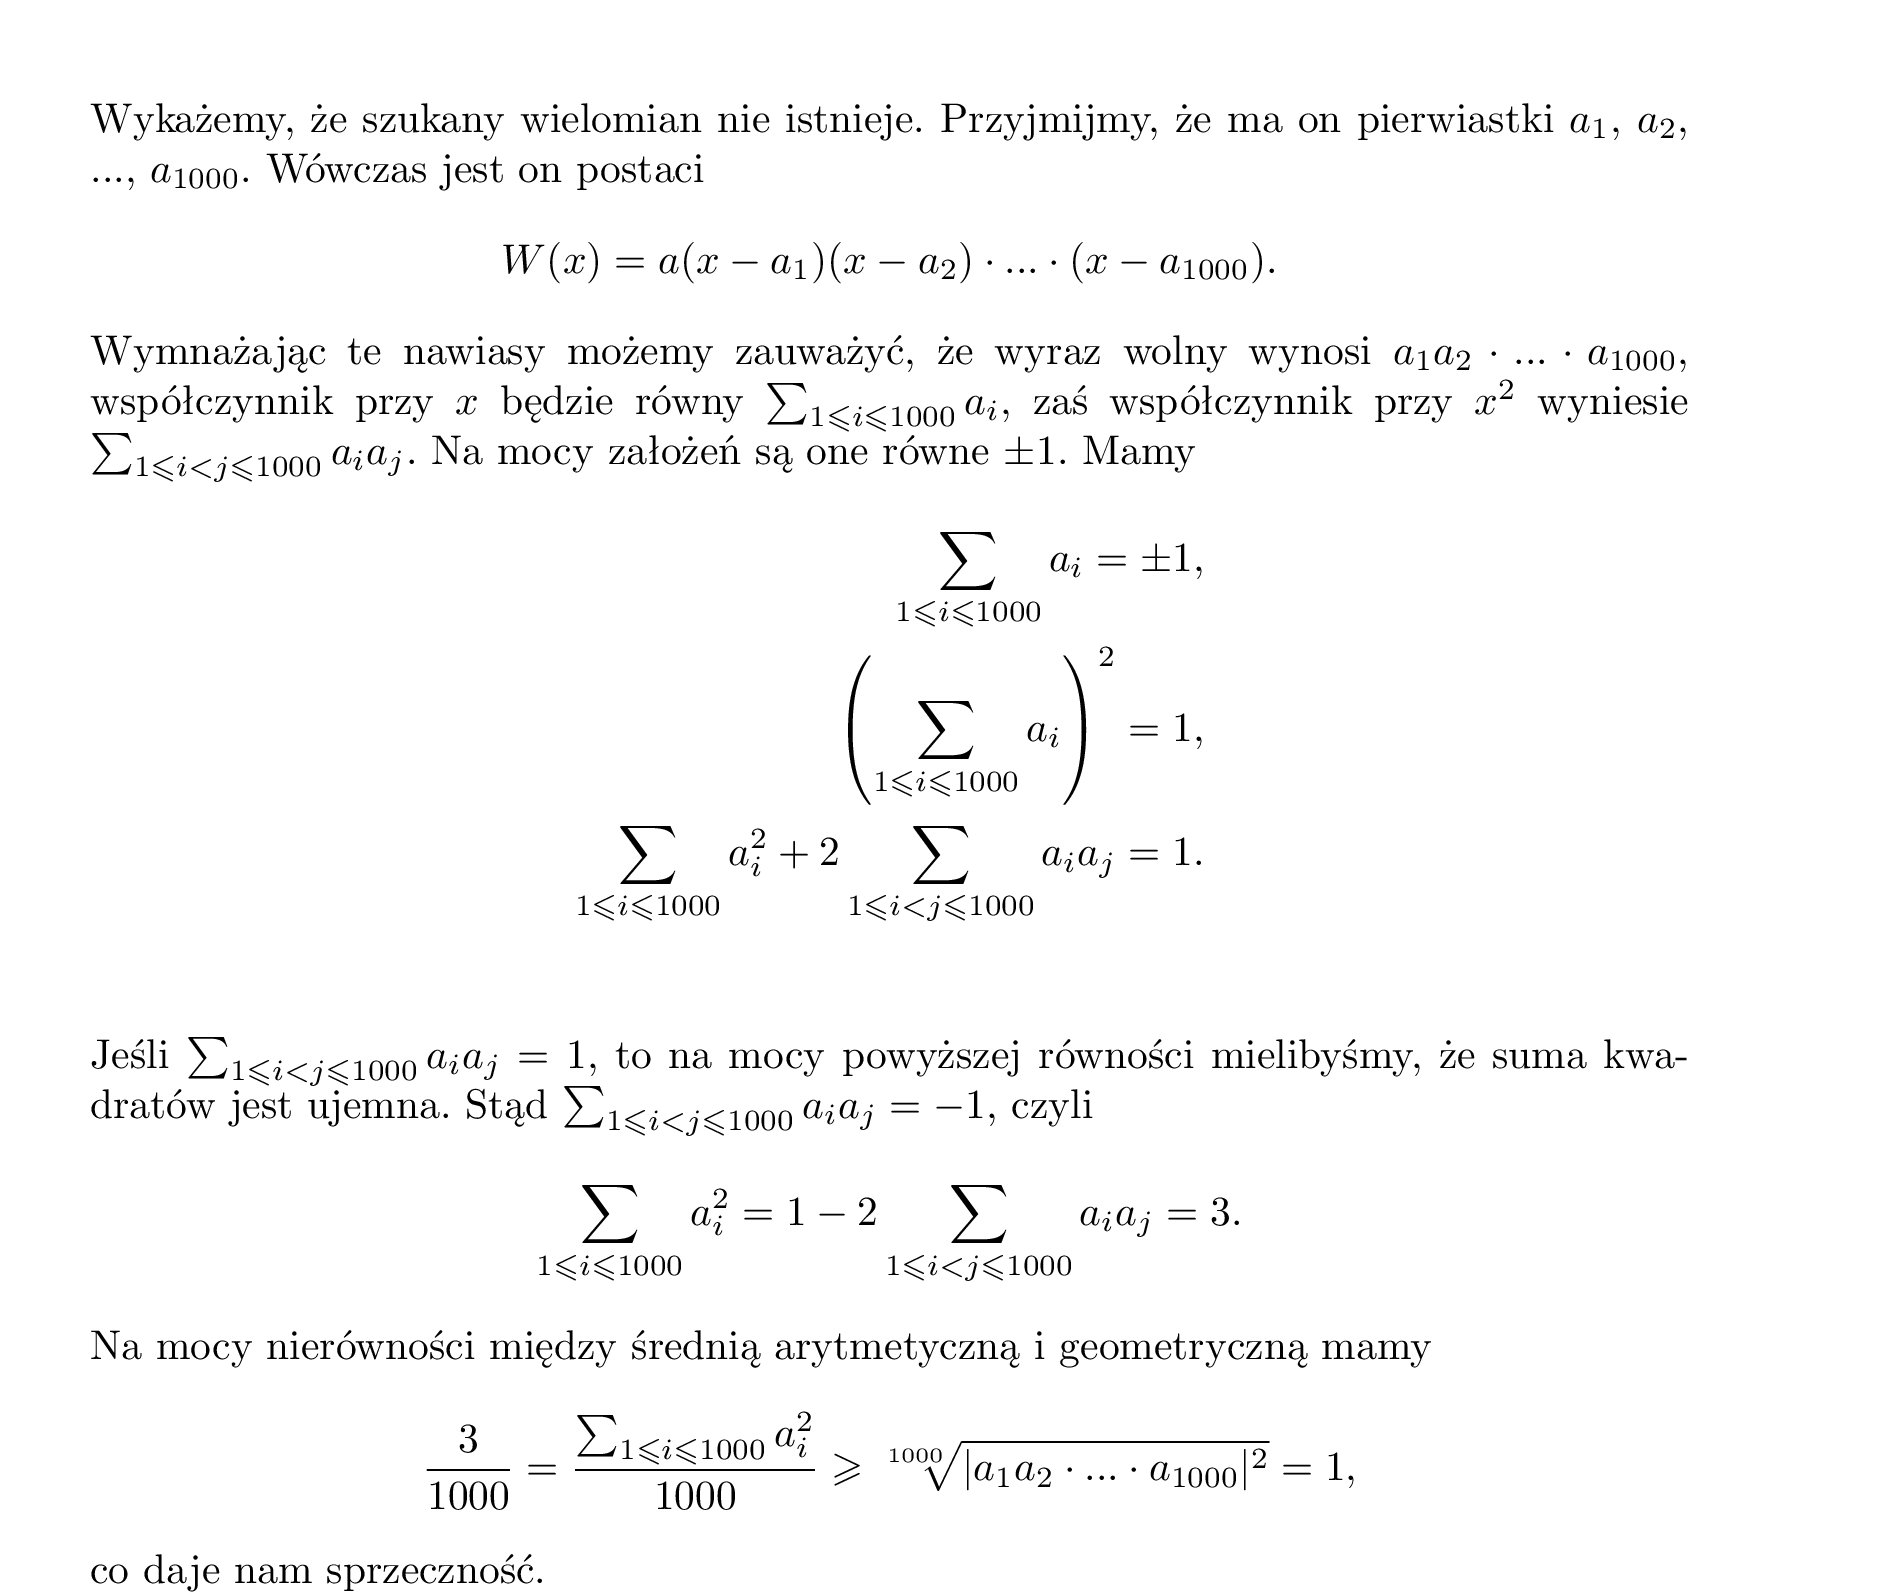 Wykażemy, że szukany wielomian nie istnieje. Przyjmijmy, że ma on pierwiastki $a_1$, $a_2$,
..., $a_{1000}$. Wówczas jest on postaci
$W(x) = a(x - a_1)(x - a_2) \cdot ... \cdot (x - a_{1000}).$
Wymnażając te nawiasy możemy zauważyć, że wyraz wolny wynosi $a_1a_2 \cdot ... \cdot a_{1000}$,
współczynnik przy $x$ będzie równy $\sum_{1 \leqslant i \leqslant 1000} a_i$, zaś współczynnik przy $x^2$ wyniesie
$\sum_{1 \leqslant i < j \leqslant 1000} a_ia_j$. Na mocy założeń są one równe $\pm 1$. Mamy
$\sum_{1 \leqslant i \leqslant 1000} a_i = \pm 1,$
$\left( \sum_{1 \leqslant i \leqslant 1000} a_i \right)^2 = 1,$
$\sum_{1 \leqslant i \leqslant 1000} a_i^2 + 2 \sum_{1 \leqslant i < j \leqslant 1000} a_ia_j = 1.$
Jeśli $\sum_{1 \leqslant i < j \leqslant 1000} a_ia_j = 1$, to na mocy powyższej równości mielibyśmy, że suma kwa-
dratów jest ujemna. Stąd $\sum_{1 \leqslant i < j \leqslant 1000} a_ia_j = -1$, czyli
$\sum_{1 \leqslant i \leqslant 1000} a_i^2 = 1 - 2 \sum_{1 \leqslant i < j \leqslant 1000} a_ia_j = 3.$
Na mocy nierówności między średnią arytmetyczną i geometryczną mamy
$\frac{3}{1000} = \frac{\sum_{1 \leqslant i \leqslant 1000} a_i^2}{1000} \geqslant \sqrt[1000]{|a_1a_2 \cdot ... \cdot a_{1000}|^2} = 1,$
co daje nam sprzeczność.